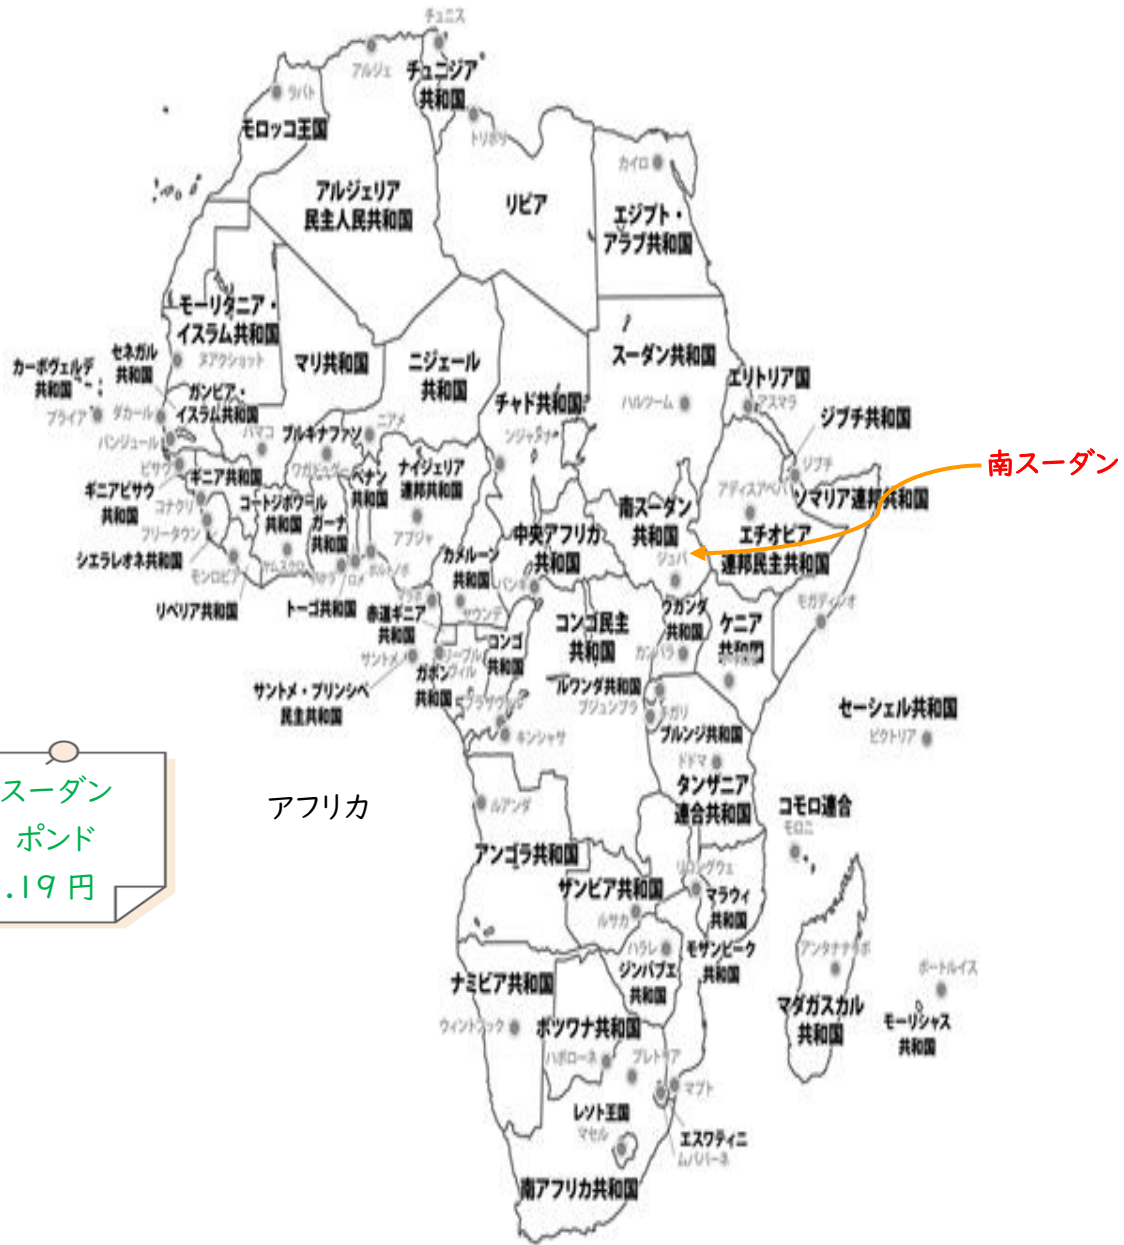 チュニス
アルジェ
チュニジア
共和国
ラバト
モロッコ王国
トリポリ
カイロ
アルジェリア
民主人民共和国
リビア
エジプト・
アラブ共和国
モーリタニア・
イスラム共和国
ヌアクショット
マリ共和国
ニジェール
共和国
スーダン共和国
ハルツーム
チャド共和国
ンジャメナ
エリトリア国
アスマラ
ジブチ共和国
ジブチ
カーボヴェルデ
共和国
プライア
セネガル
共和国
ダカール
ガンビア・
イスラム共和国
バンジュール
バマコ
ブルキナファソ
ワガドゥグー
ニアメ
南スーダン
ビサウ
ギニア共和国
ギニアビサウ
共和国
コナクリ
フリータウン
シエラレオネ共和国
モンロビア
リベリア共和国
コートジボワール
共和国
ヤムスクロ
ガーナ
共和国
アクラ
ロメ
トーゴ共和国
ベナン
共和国
ポルトノボ
ナイジェリア
連邦共和国
アブジャ
カメルーン
共和国
ヤウンデ
中央アフリカ
共和国
バンギ
南スーダン
共和国
ジュバ
アディスアベバ
エチオピア
連邦民主共和国
ソマリア連邦共和国
モガディシオ
マラボ
赤道ギニア
共和国
サントメ
サントメ・プリンシペ
民主共和国
リーブルヴィル
ガボン
共和国
コンゴ
共和国
ブラザヴィル
キンシャサ
コンゴ民主
共和国
ウガンダ
共和国
カンパラ
ケニア
共和国
ルワンダ共和国
ブジュンブラ
キガリ
ブルンジ共和国
ドドマ
タンザニア
連合共和国
セーシェル共和国
ビクトリア
スーダン
ポンド
.19 円
アフリカ
ルアンダ
アンゴラ共和国
ザンビア共和国
ルサカ
リロングウェ
マラウィ
共和国
コモロ連合
モロニ
ハラレ
ジンバブエ
共和国
モザンビーク
共和国
アンタナナリボ
マダガスカル
共和国
ポートルイス
モーリシャス
共和国
ナミビア共和国
ウィントフック
ボツワナ共和国
ハボローネ
プレトリア
マプト
レソト王国
マセル
エスワティニ
ムババーネ
南アフリカ共和国